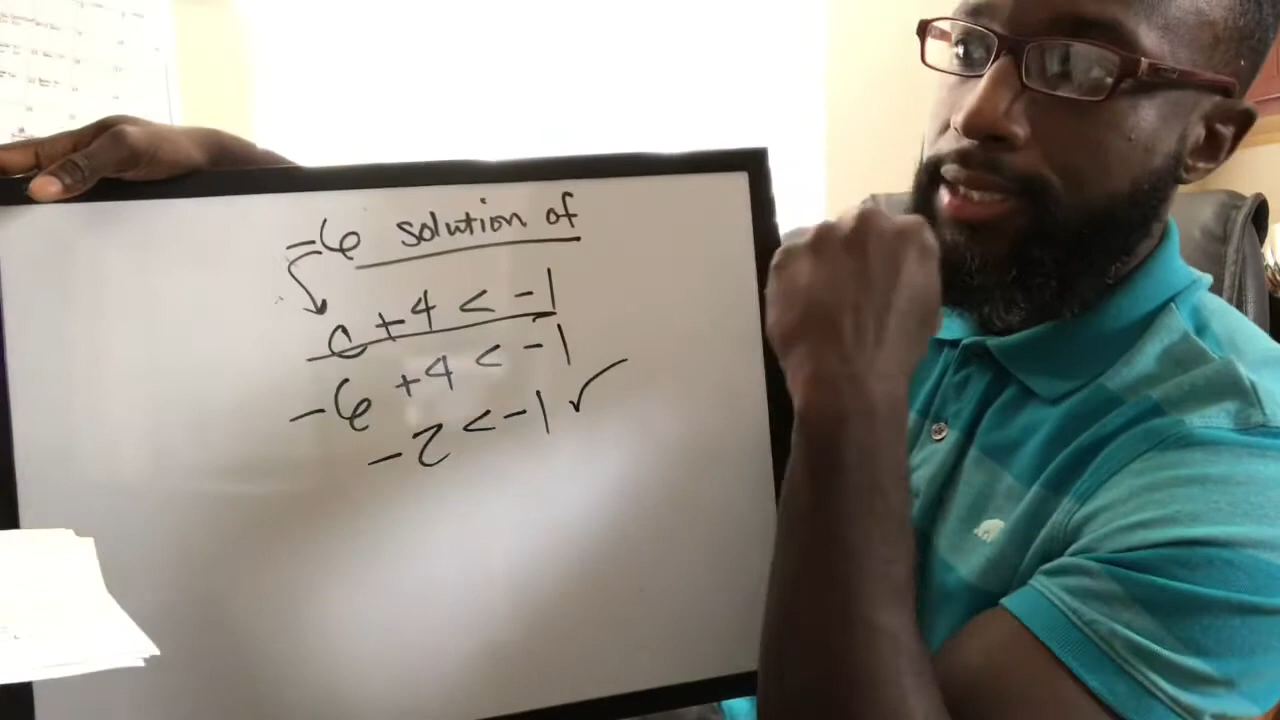 -6 solution of
c + 4 < -1
-6 + 4 < -1
-2 < -1 ✓